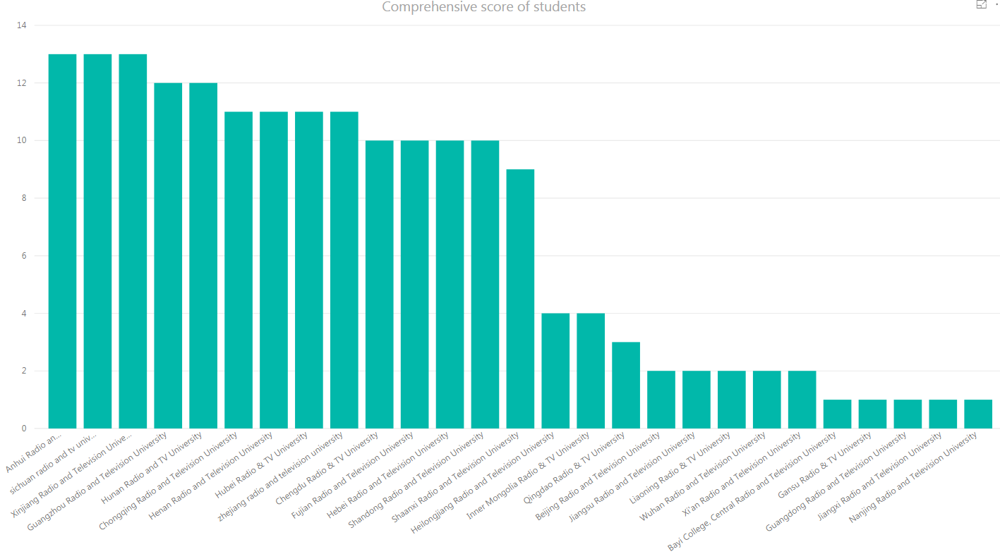 Comprehensive score of students
14
12
10
8
6
4
2
0
Anhui Radio an...
sichuan radio and tv univ...
Xinjiang Radio and Television Unive...
Guangzhou Radio and Television University
Hunan Radio and TV University
Chongqing Radio and Television University
Henan Radio and Television University
Hubei Radio & TV University
zhejiang radio and television university
Chengdu Radio & TV University
Fujian Radio and Television University
Hebei Radio and Television University
Shandong Radio and Television University
Shaanxi Radio and Television University
Heilongjiang Radio and Television University
Inner Mongolia Radio & TV University
Qingdao Radio & TV University
Beijing Radio and Television University
Jiangsu Radio and Television University
Liaoning Radio & TV University
Wuhan Radio and Television University
Xi'an Radio and Television University
Bayi College, Central Radio and Television University
Gansu Radio & TV University
Guangdong Radio and Television University
Jiangxi Radio and Television University
Nanjing Radio and Television University